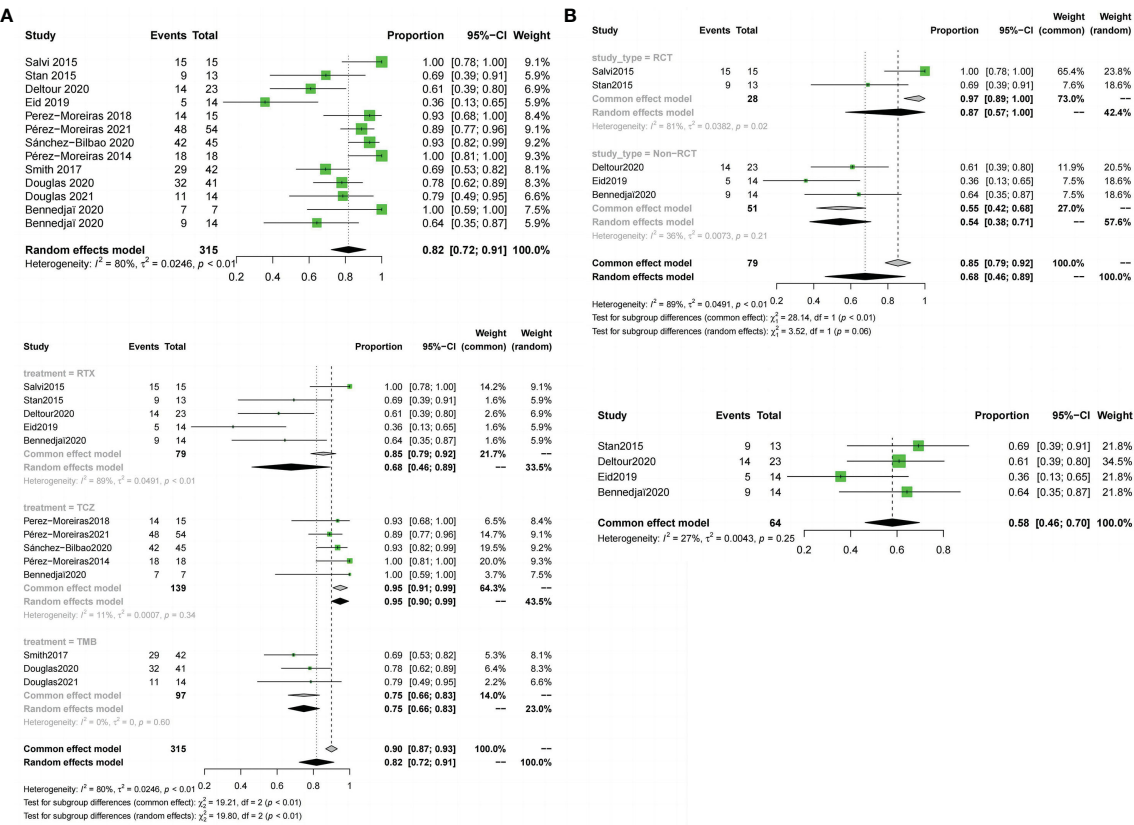 A
Study Events Total Proportion 95%−CI Weight
Salvi 2015 15 15 1.00 [0.78; 1.00] 9.1%
Stan 2015 9 13 0.69 [0.39; 0.91] 5.9%
Deltour 2020 14 23 0.61 [0.39; 0.80] 6.9%
Eid 2019 5 14 0.36 [0.13; 0.65] 5.9%
Perez−Moreiras 2018 14 15 0.93 [0.68; 1.00] 8.4%
Pérez−Moreiras 2021 48 54 0.89 [0.77; 0.96] 9.1%
Sánchez−Bilbao 2020 42 45 0.93 [0.82; 0.99] 9.2%
Pérez−Moreiras 2014 18 18 1.00 [0.81; 1.00] 9.3%
Smith 2017 29 42 0.69 [0.53; 0.82] 8.1%
Douglas 2020 32 41 0.78 [0.62; 0.89] 8.3%
Douglas 2021 11 14 0.79 [0.49; 0.95] 6.6%
Bennedjaï 2020 7 7 1.00 [0.59; 1.00] 7.5%
Bennedjaï 2020 9 14 0.64 [0.35; 0.87] 5.9%
Random effects model 315 0.82 [0.72; 0.91] 100.0%
Heterogeneity: I² = 80%, τ² = 0.0246, p < 0.01
0.2 0.4 0.6 0.8 1
Weight Weight
Study Events Total Proportion 95%−CI (common) (random)
treatment = RTX
Salvi2015 15 15 1.00 [0.78; 1.00] 14.2% 9.1%
Stan2015 9 13 0.69 [0.39; 0.91] 1.6% 5.9%
Deltour2020 14 23 0.61 [0.39; 0.80] 2.6% 6.9%
Eid2019 5 14 0.36 [0.13; 0.65] 1.6% 5.9%
Bennedjaï2020 9 14 0.64 [0.35; 0.87] 1.6% 5.9%
Common effect model 79 0.85 [0.79; 0.92] 21.7% −−
Random effects model 0.68 [0.46; 0.89] −− 33.5%
Heterogeneity: I² = 89%, τ² = 0.0491, p < 0.01
treatment = TCZ
Perez−Moreiras2018 14 15 0.93 [0.68; 1.00] 6.5% 8.4%
Pérez−Moreiras2021 48 54 0.89 [0.77; 0.96] 14.7% 9.1%
Sánchez−Bilbao2020 42 45 0.93 [0.82; 0.99] 19.5% 9.2%
Pérez−Moreiras2014 18 18 1.00 [0.81; 1.00] 20.0% 9.3%
Bennedjaï2020 7 7 1.00 [0.59; 1.00] 3.7% 7.5%
Common effect model 139 0.95 [0.91; 0.99] 64.3% −−
Random effects model 0.95 [0.90; 0.99] −− 43.5%
Heterogeneity: I² = 11%, τ² = 0.0007, p = 0.34
treatment = TMB
Smith2017 29 42 0.69 [0.53; 0.82] 5.3% 8.1%
Douglas2020 32 41 0.78 [0.62; 0.89] 6.4% 8.3%
Douglas2021 11 14 0.79 [0.49; 0.95] 2.2% 6.6%
Common effect model 97 0.75 [0.66; 0.83] 14.0% −−
Random effects model 0.75 [0.66; 0.83] −− 23.0%
Heterogeneity: I² = 0%, τ² = 0, p = 0.60
Common effect model 315 0.90 [0.87; 0.93] 100.0% −−
Random effects model 0.82 [0.72; 0.91] −− 100.0%
Heterogeneity: I² = 80%, τ² = 0.0246, p < 0.01
0.2 0.4 0.6 0.8 1
Test for subgroup differences (common effect): χ²₂ = 19.21, df = 2 (p < 0.01)
Test for subgroup differences (random effects): χ²₂ = 19.80, df = 2 (p < 0.01)
B
Weight Weight
Study Events Total Proportion 95%−CI (common) (random)
study_type = RCT
Salvi2015 15 15 1.00 [0.78; 1.00] 65.4% 23.8%
Stan2015 9 13 0.69 [0.39; 0.91] 7.6% 18.6%
Common effect model 28 0.97 [0.89; 1.00] 73.0% −−
Random effects model 0.87 [0.57; 1.00] −− 42.4%
Heterogeneity: I² = 81%, τ² = 0.0382, p = 0.02
study_type = Non−RCT
Deltour2020 14 23 0.61 [0.39; 0.80] 11.9% 20.5%
Eid2019 5 14 0.36 [0.13; 0.65] 7.5% 18.6%
Bennedjaï2020 9 14 0.64 [0.35; 0.87] 7.5% 18.6%
Common effect model 51 0.55 [0.42; 0.68] 27.0% −−
Random effects model 0.54 [0.38; 0.71] −− 57.6%
Heterogeneity: I² = 36%, τ² = 0.0073, p = 0.21
Common effect model 79 0.85 [0.79; 0.92] 100.0% −−
Random effects model 0.68 [0.46; 0.89] −− 100.0%
Heterogeneity: I² = 89%, τ² = 0.0491, p < 0.01
0.2 0.4 0.6 0.8 1
Test for subgroup differences (common effect): χ²₁ = 28.14, df = 1 (p < 0.01)
Test for subgroup differences (random effects): χ²₁ = 3.52, df = 1 (p = 0.06)
Study Events Total Proportion 95%−CI Weight
Stan2015 9 13 0.69 [0.39; 0.91] 21.8%
Deltour2020 14 23 0.61 [0.39; 0.80] 34.5%
Eid2019 5 14 0.36 [0.13; 0.65] 21.8%
Bennedjaï2020 9 14 0.64 [0.35; 0.87] 21.8%
Common effect model 64 0.58 [0.46; 0.70] 100.0%
Heterogeneity: I² = 27%, τ² = 0.0043, p = 0.25
0.2 0.4 0.6 0.8